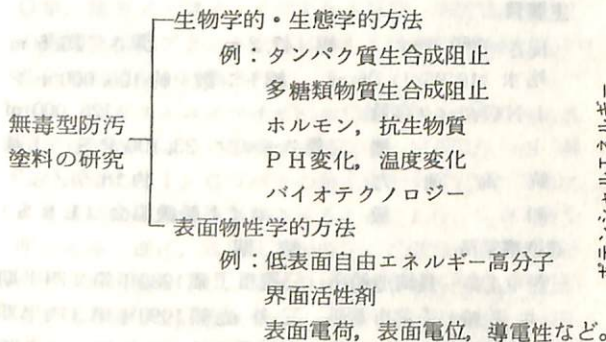 生物学的・生態学的方法
例：タンパク質生合成阻止
多糖類物質生合成阻止
ホルモン，抗生物質
ＰＨ変化，温度変化
バイオテクノロジー
無毒型防汚
塗料の研究
表面物性学的方法
例：低表面自由エネルギー高分子
界面活性剤
表面電荷，表面電位，導電性など。